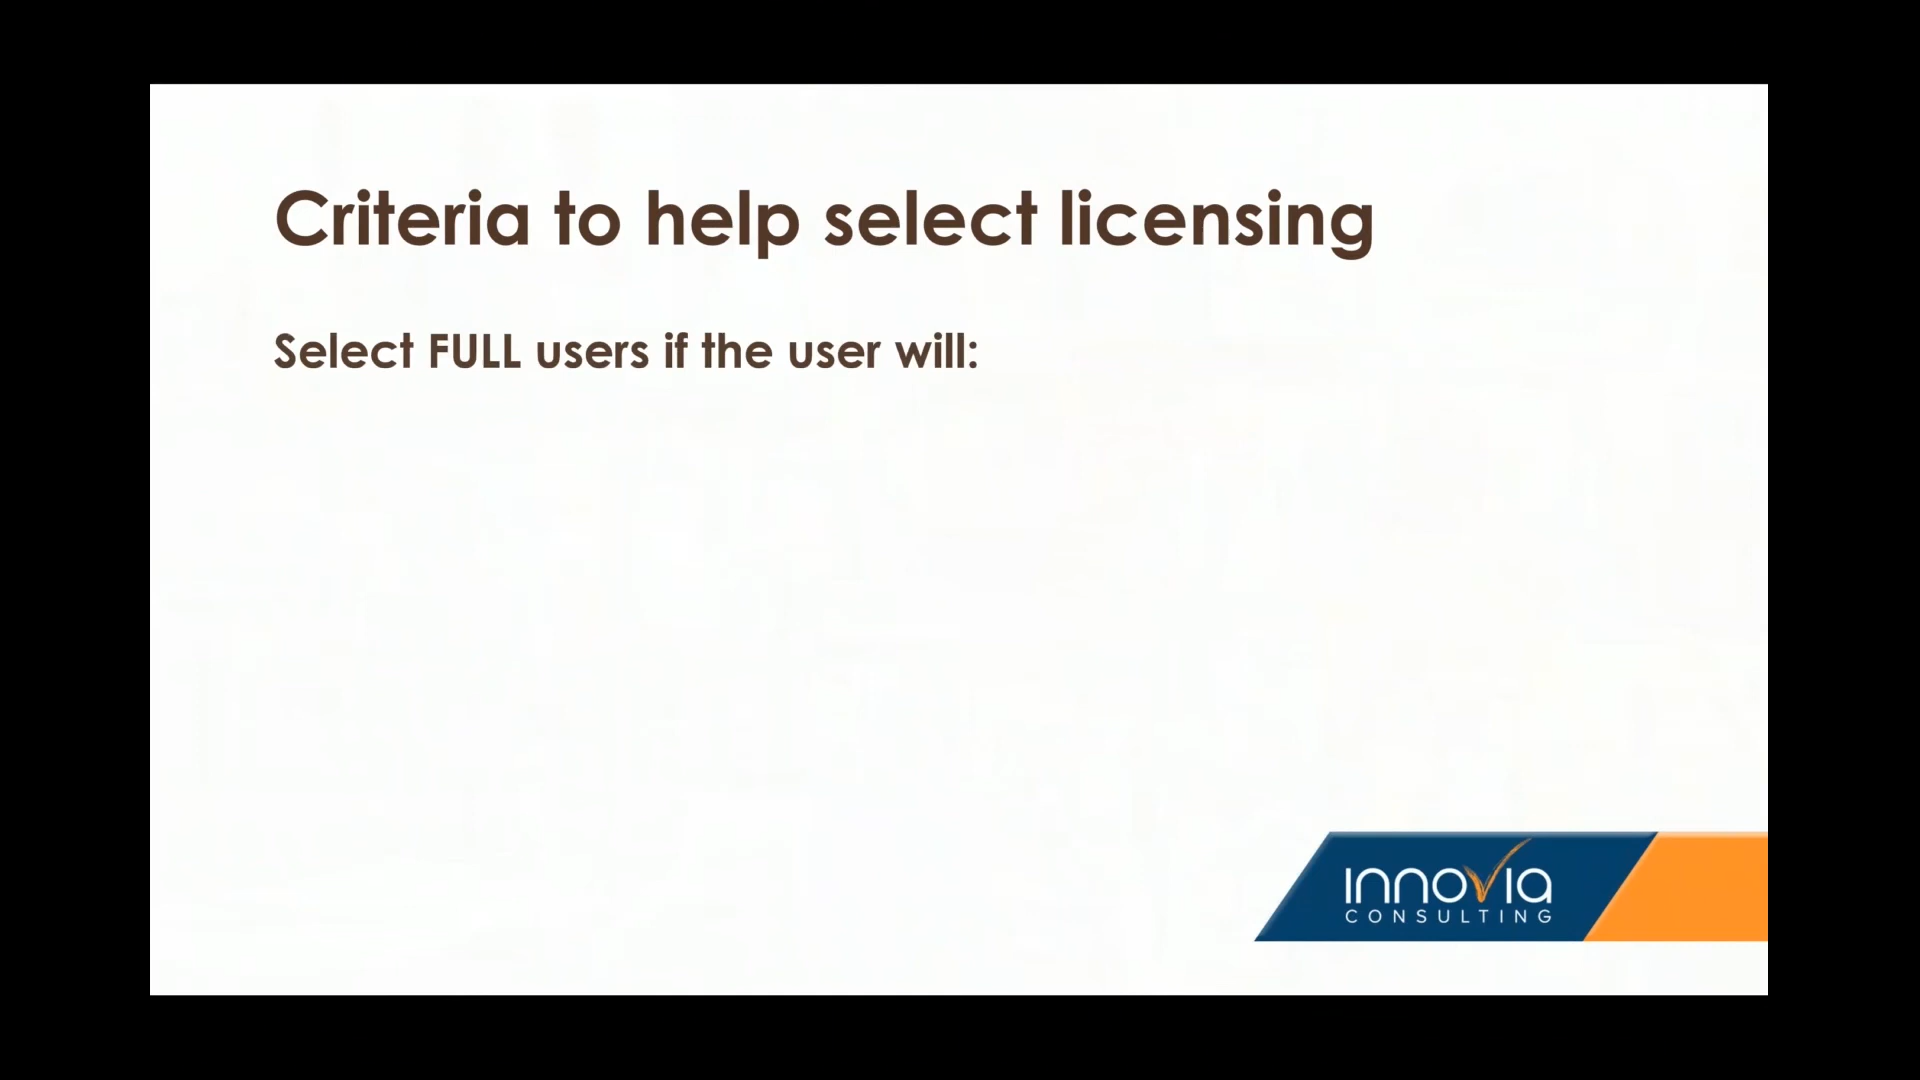 Criteria to help select licensing
Select FULL users if the user will:
innovia
CONSULTING